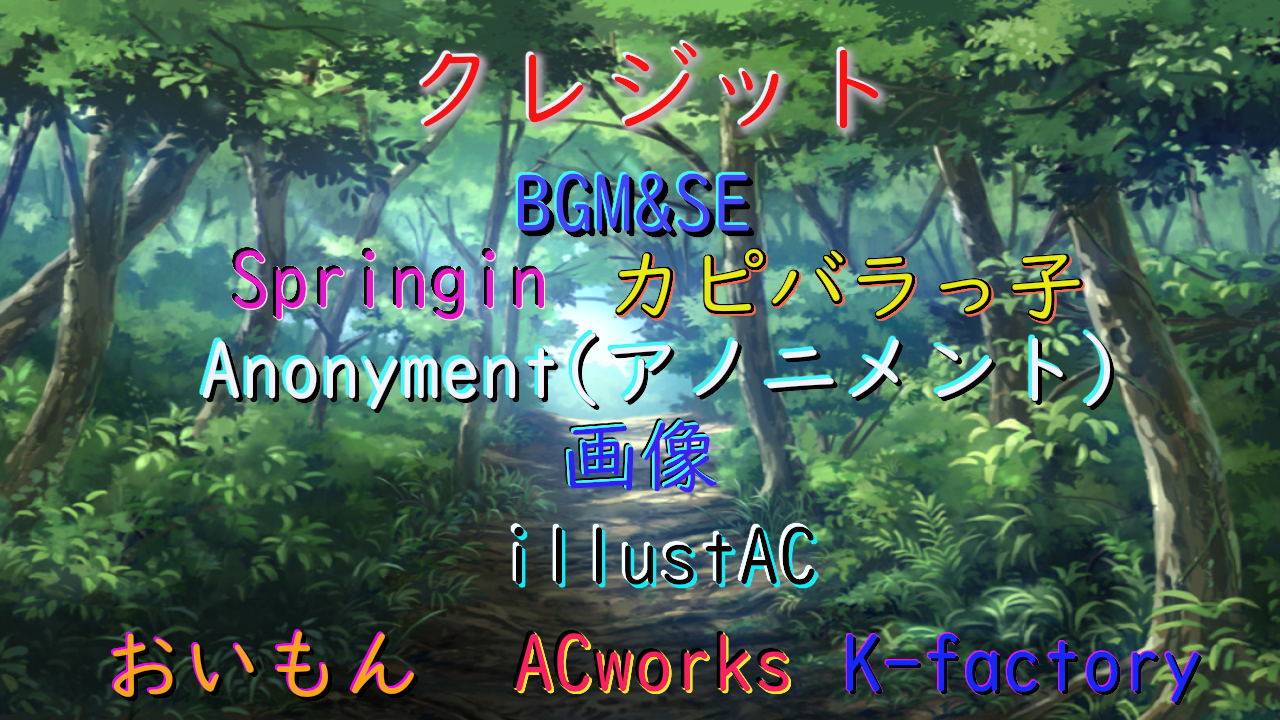 クレジット
BGM&SE
Springin カピバラっ子
Anonyment(アノニメント)
画像
illustAC
おいもん ACworks K-factory